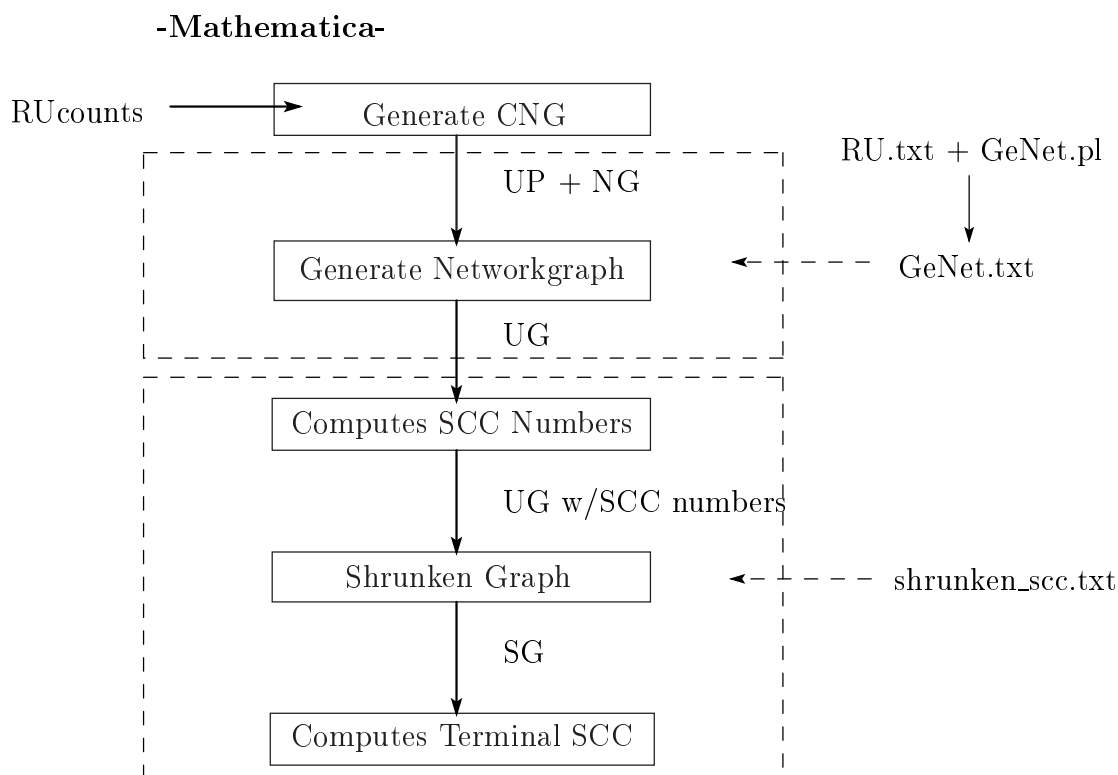 -Mathematica-
RUcounts
Generate CNG
UP + NG
RU.txt + GeNet.pl
Generate Networkgraph
GeNet.txt
UG
Computes SCC Numbers
UG w/SCC numbers
Shrunken Graph
shrunken_scc.txt
SG
Computes Terminal SCC